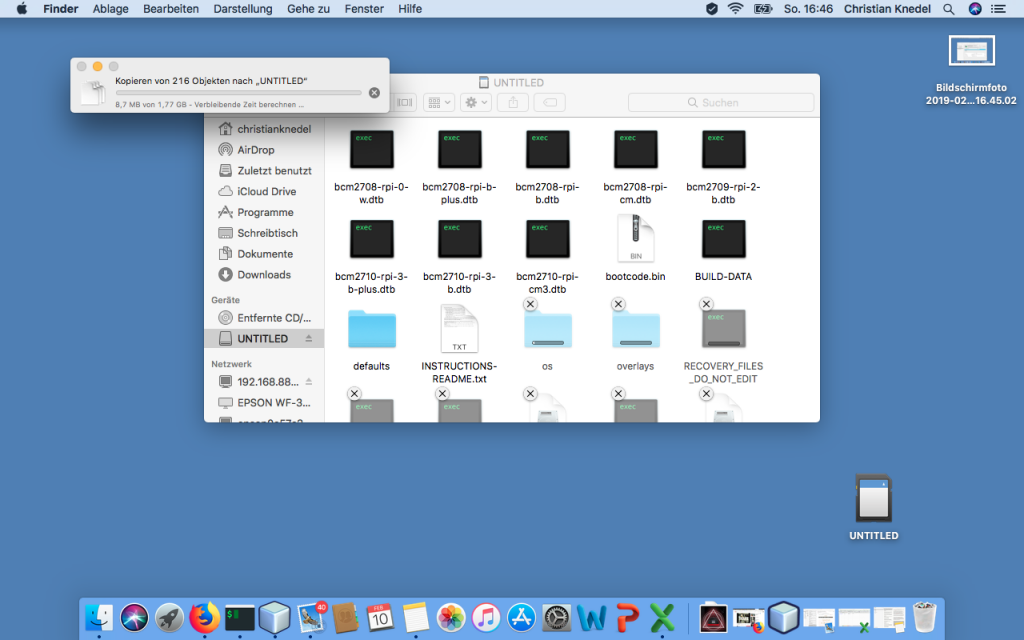 Finder Ablage Bearbeiten Darstellung Gehe zu Fenster Hilfe So. 16:46 Christian Knedel
Bildschirmfoto
2019-02...16.45.02
Kopieren von 216 Objekten nach „UNTITLED“
8,7 MB von 1,77 GB - Verbleibende Zeit berechnen ...
UNTITLED
Suchen
christianknedel
AirDrop
Zuletzt benutzt
iCloud Drive
Programme
Schreibtisch
Dokumente
Downloads
Geräte
Entfernte CD/...
UNTITLED
Netzwerk
192.168.88...
EPSON WF-3...
exec exec exec exec exec
bcm2708-rpi-0- bcm2708-rpi-b- bcm2708-rpi- bcm2708-rpi- bcm2709-rpi-2-
w.dtb plus.dtb b.dtb cm.dtb b.dtb
exec exec exec BIN exec
bcm2710-rpi-3- bcm2710-rpi-3- bcm2710-rpi- bootcode.bin BUILD-DATA
b-plus.dtb b.dtb cm3.dtb
TXT exec
defaults INSTRUCTIONS- os overlays RECOVERY_FILES
README.txt _DO_NOT_EDIT
exec exec exec
UNTITLED
40
FEB
10